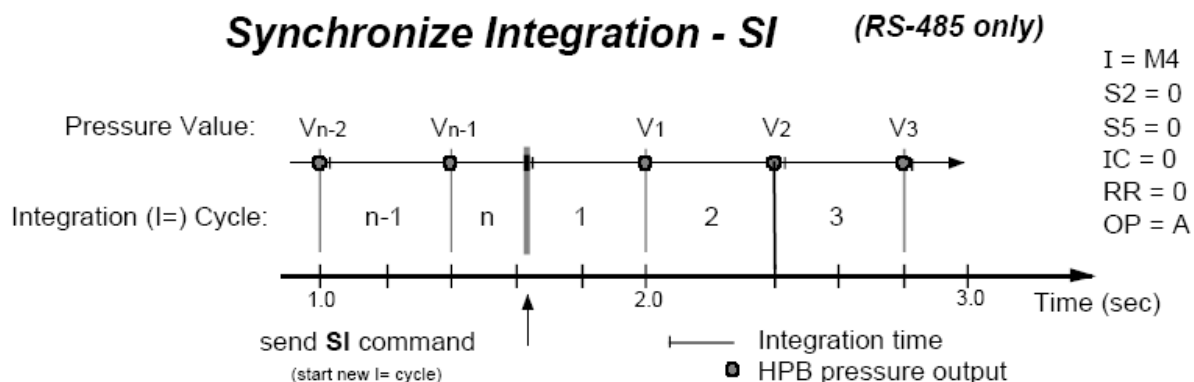 Synchronize Integration - SI (RS-485 only)
I = M4
S2 = 0
S5 = 0
IC = 0
RR = 0
OP = A
Pressure Value: Vn-2 Vn-1 V1 V2 V3
Integration (I=) Cycle: n-1 n 1 2 3
1.0 2.0 3.0 Time (sec)
send SI command
(start new I= cycle)
Integration time
HPB pressure output